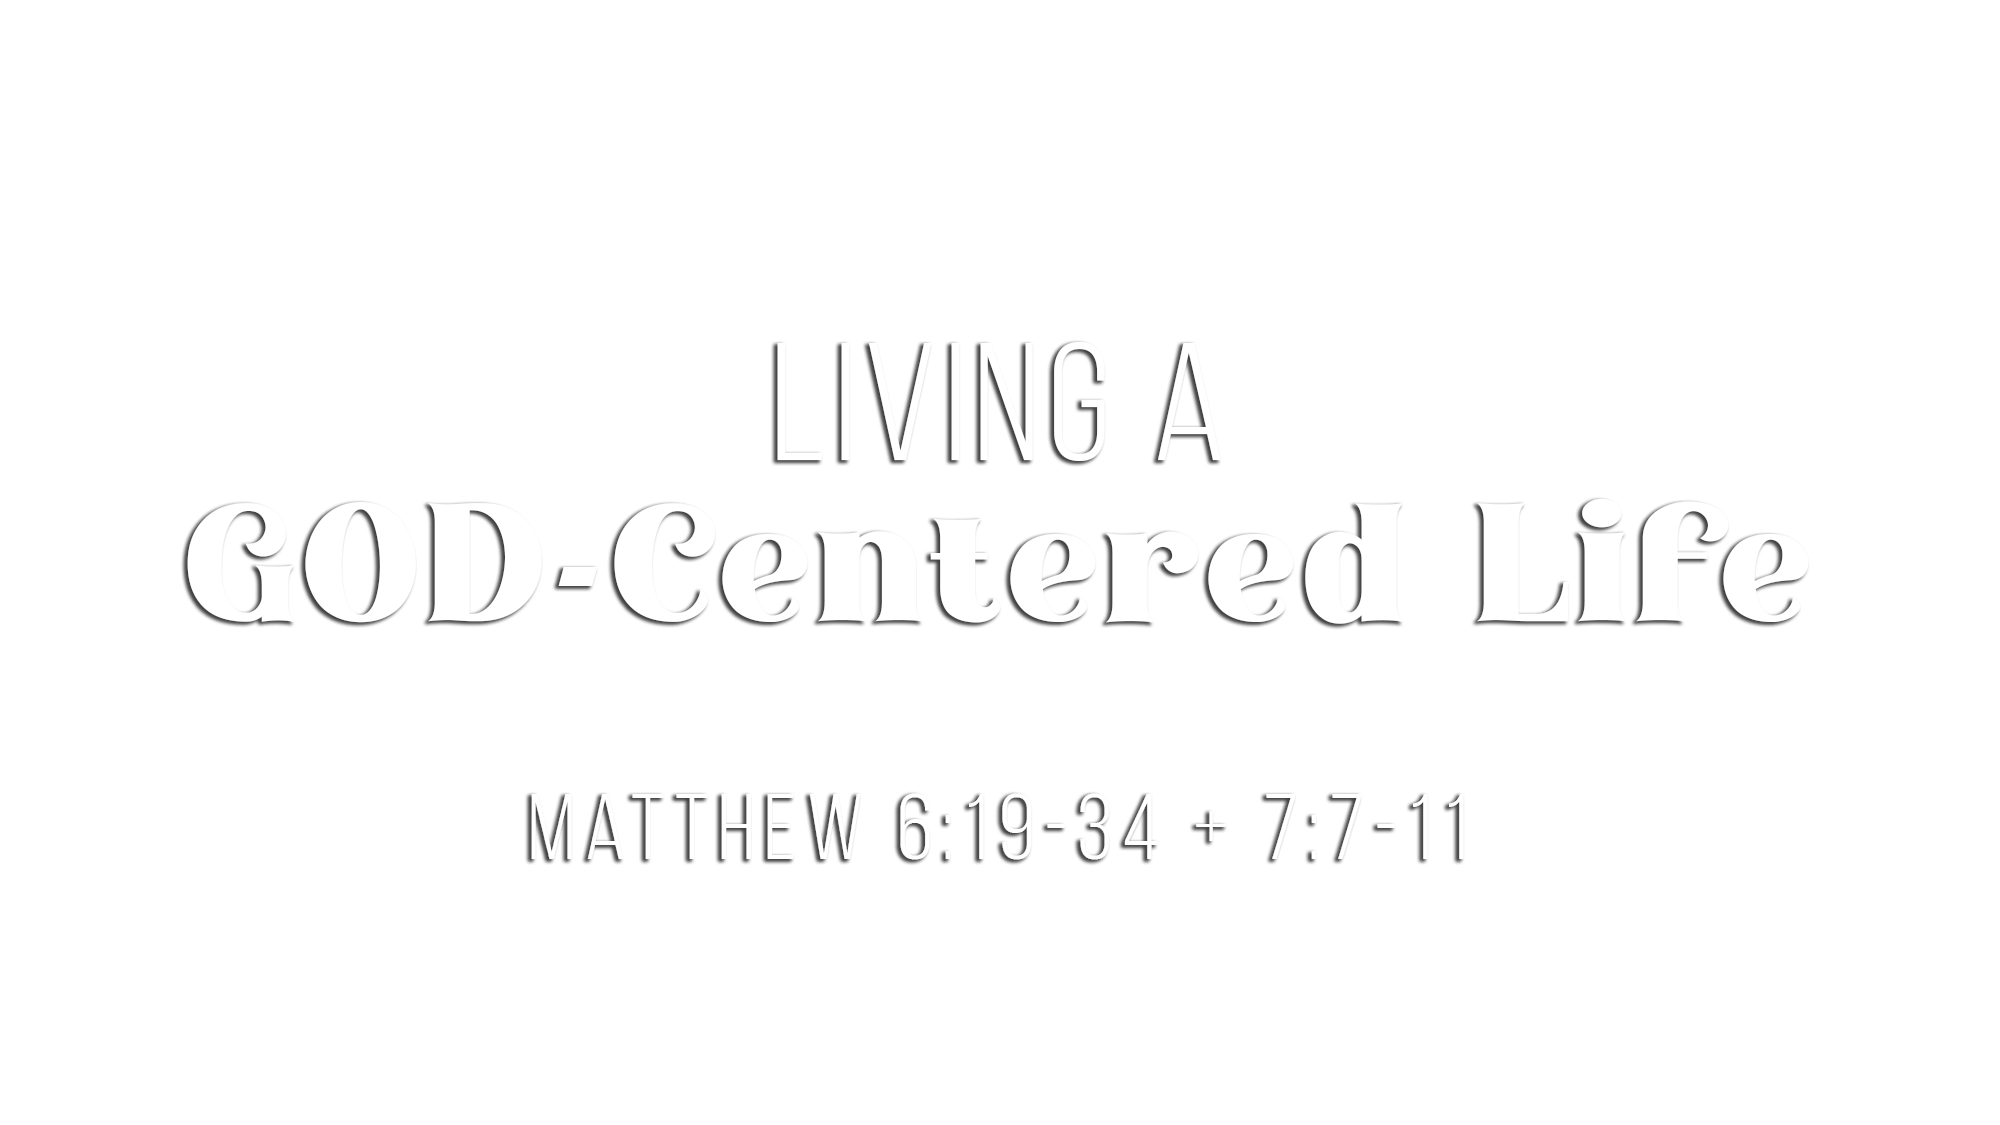 LIVING A
GOD-Centered Life
MATTHEW 6:19-34 + 7:7-11